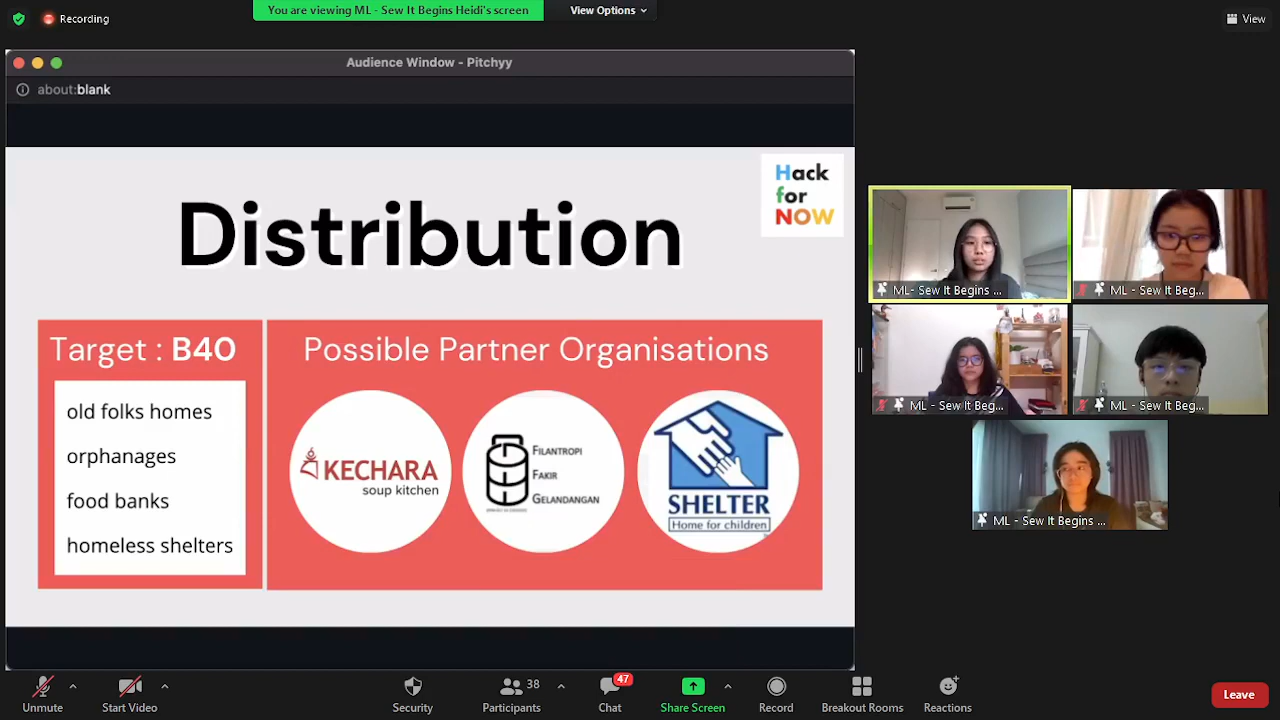 Recording
You are viewing ML - Sew It Begins Heidi's screen
View Options
View
Audience Window - Pitchyy
about:blank
Hack
for
NOW
Distribution
Target : B40
old folks homes
orphanages
food banks
homeless shelters
Possible Partner Organisations
KECHARA
soup kitchen
FILANTROPI
FAKIR
GELANDANGAN
SHELTER
Home for children
ML- Sew It Begins ...
ML - Sew It Beg...
ML - Sew It Beg...
ML - Sew It Beg...
ML - Sew It Begins ...
Unmute
Start Video
Security
38
Participants
47
Chat
Share Screen
Record
Breakout Rooms
Reactions
Leave